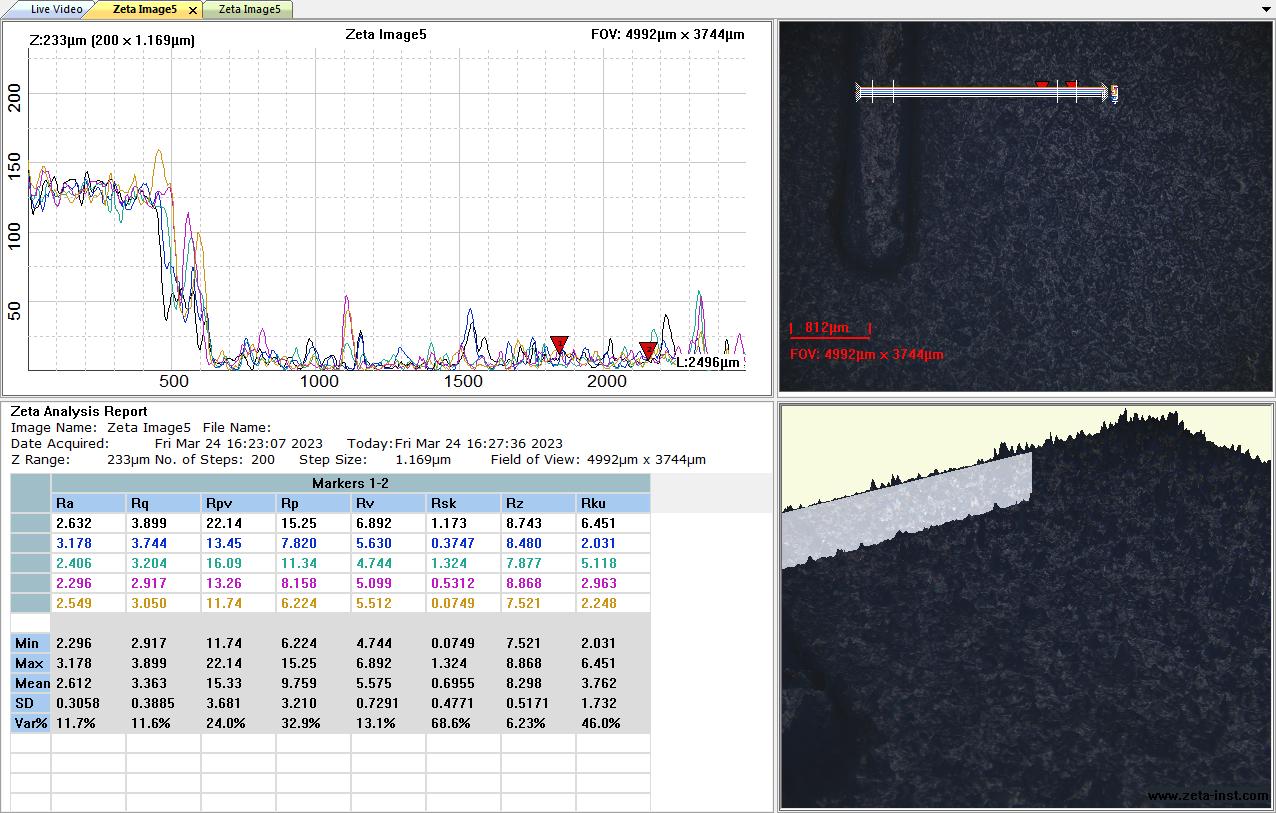 Live Video Zeta Image5 x Zeta Image5
Z:233µm (200 x 1.169µm) Zeta Image5 FOV: 4992µm x 3744µm
200
150
100
50
L:2496µm
500 1000 1500 2000
812µm
FOV: 4992µm x 3744µm
Zeta Analysis Report
Image Name: Zeta Image5 File Name:
Date Acquired: Fri Mar 24 16:23:07 2023 Today:Fri Mar 24 16:27:36 2023
Z Range: 233µm No. of Steps: 200 Step Size: 1.169µm Field of View: 4992µm x 3744µm
Markers 1-2
Ra Rq Rpv Rp Rv Rsk Rz Rku
2.632 3.899 22.14 15.25 6.892 1.173 8.743 6.451
3.178 3.744 13.45 7.820 5.630 0.3747 8.480 2.031
2.406 3.204 16.09 11.34 4.744 1.324 7.877 5.118
2.296 2.917 13.26 8.158 5.099 0.5312 8.868 2.963
2.549 3.050 11.74 6.224 5.512 0.0749 7.521 2.248
Min 2.296 2.917 11.74 6.224 4.744 0.0749 7.521 2.031
Max 3.178 3.899 22.14 15.25 6.892 1.324 8.868 6.451
Mean 2.612 3.363 15.33 9.759 5.575 0.6955 8.298 3.762
SD 0.3058 0.3885 3.681 3.210 0.7291 0.4771 0.5171 1.732
Var% 11.7% 11.6% 24.0% 32.9% 13.1% 68.6% 6.23% 46.0%
www.zeta-inst.com